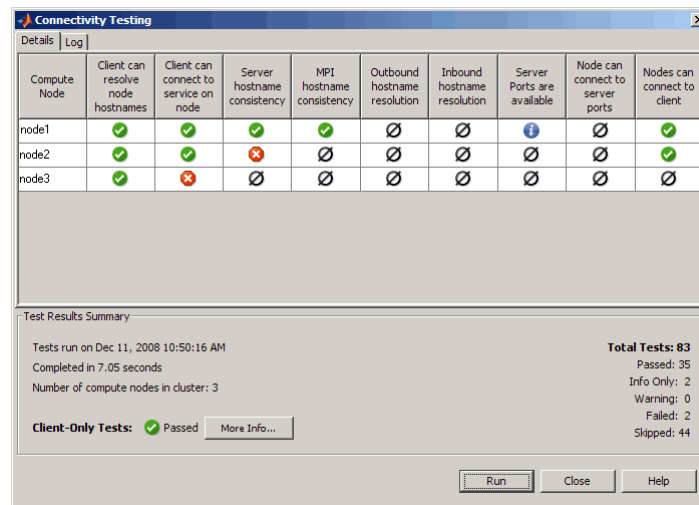 Connectivity Testing
Details Log
Compute Node
Client can resolve node hostnames
Client can connect to service on node
Server hostname consistency
MPI hostname consistency
Outbound hostname resolution
Inbound hostname resolution
Server Ports are available
Node can connect to server ports
Nodes can connect to client
node1
node2
node3
Test Results Summary
Tests run on Dec 11, 2008 10:50:16 AM
Completed in 7.05 seconds
Number of compute nodes in cluster: 3
Client-Only Tests: Passed More Info...
Total Tests: 83
Passed: 35
Info Only: 2
Warning: 0
Failed: 2
Skipped: 44
Run Close Help